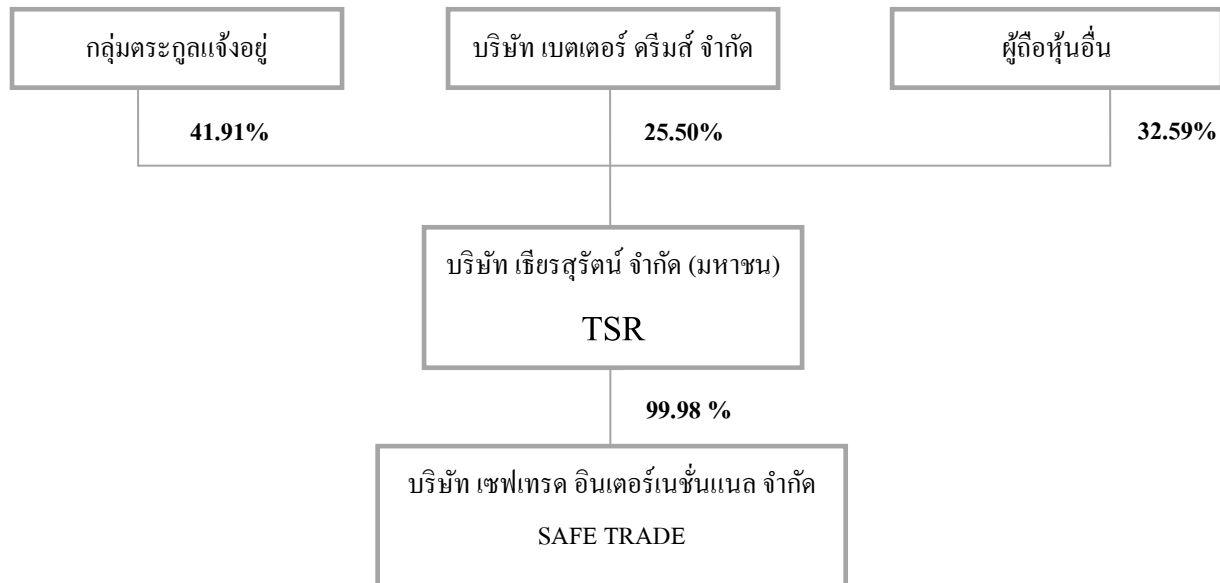 กลุ่มตระกูลแจ้งอยู่
บริษัท เบตเตอร์ ดรีมส์ จำกัด
ผู้ถือหุ้นอื่น
41.91%
25.50%
32.59%
บริษัท เธียรสุรัตน์ จำกัด (มหาชน)
TSR
99.98 %
บริษัท เซฟเทรด อินเตอร์เนชั่นแนล จำกัด
SAFE TRADE